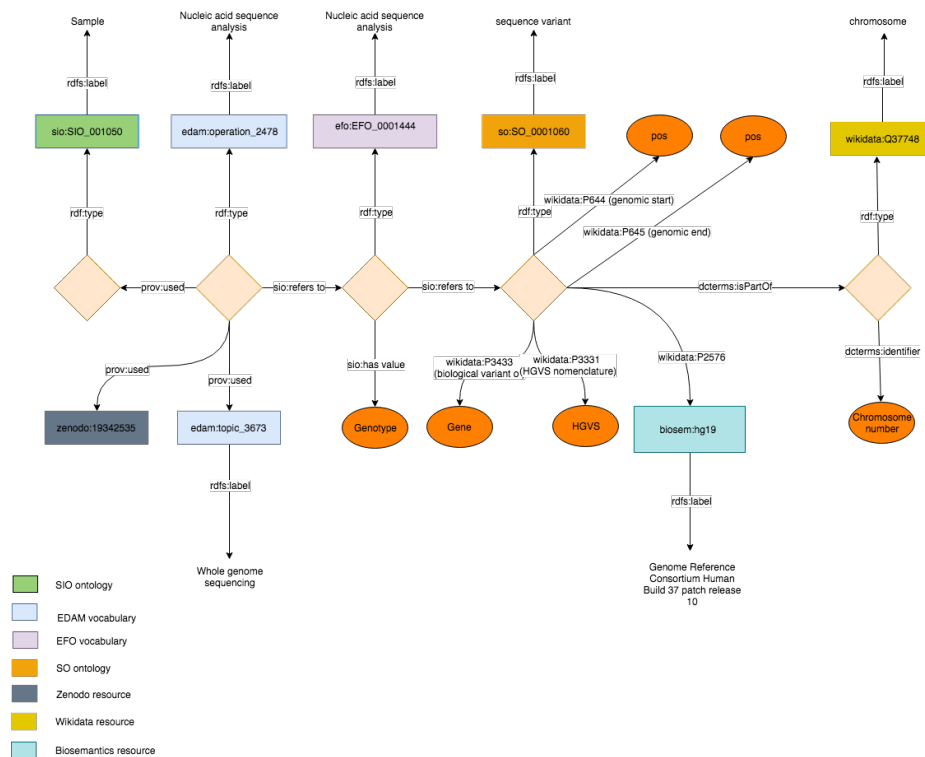 Sample
Nucleic acid sequence
analysis
Nucleic acid sequence
analysis
sequence variant
chromosome
rdfs:label
rdfs:label
rdfs:label
rdfs:label
rdfs:label
sio:SIO_001050
edam:operation_2478
efo:EFO_0001444
so:SO_0001060
pos
pos
wikidata:Q37748
rdf:type
rdf:type
rdf:type
rdf:type
wikidata:P644 (genomic start)
wikidata:P645 (genomic end)
rdf:type
prov:used
sio:refers to
sio:refers to
dcterms:isPartOf
prov:used
prov:used
sio:has value
wikidata:P3433
(biological variant o
wikidata:P3331
(HGVS nomenclature)
wikidata:P2576
dcterms:identifier
zenodo:19342535
edam:topic_3673
Genotype
Gene
HGVS
biosem:hg19
Chromosome
number
rdfs:label
rdfs:label
Whole genome
sequencing
Genome Reference
Consortium Human
Build 37 patch release
10
SIO ontology
EDAM vocabulary
EFO vocabulary
SO ontology
Zenodo resource
Wikidata resource
Biosemantics resource